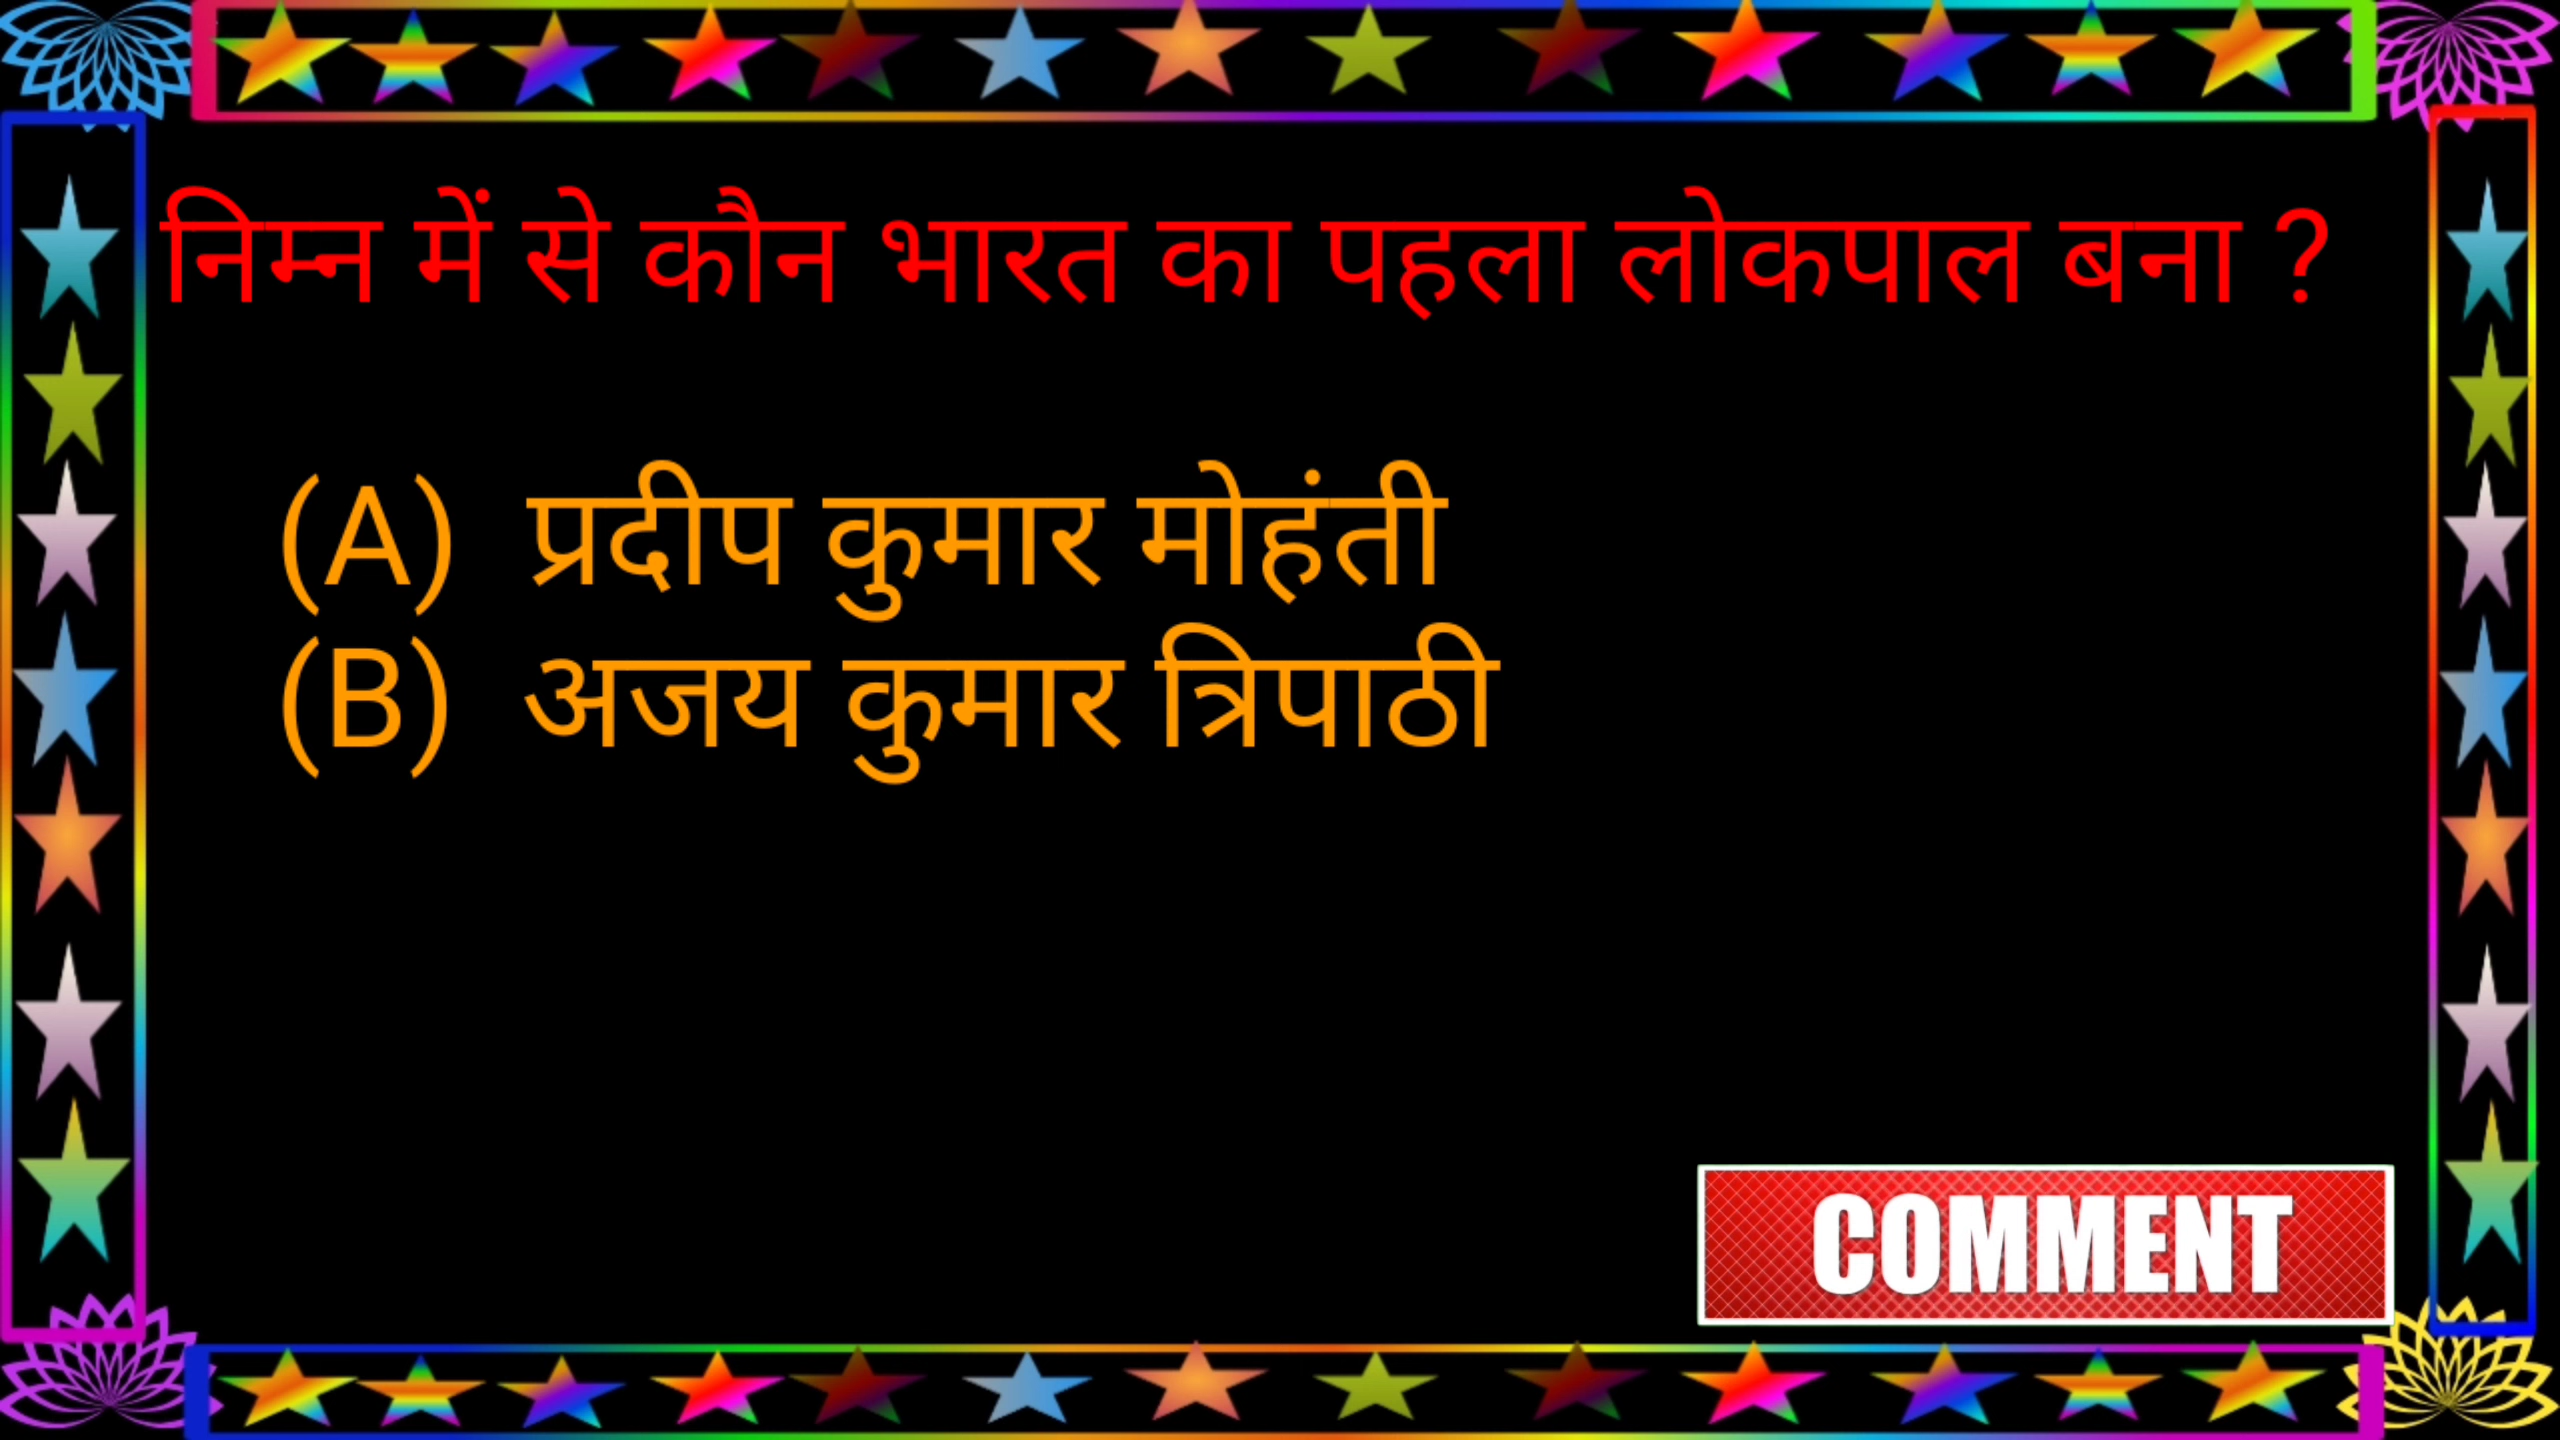 निम्न में से कौन भारत का पहला लोकपाल बना ?
(A) प्रदीप कुमार मोहंती
(B) अजय कुमार त्रिपाठी
COMMENT